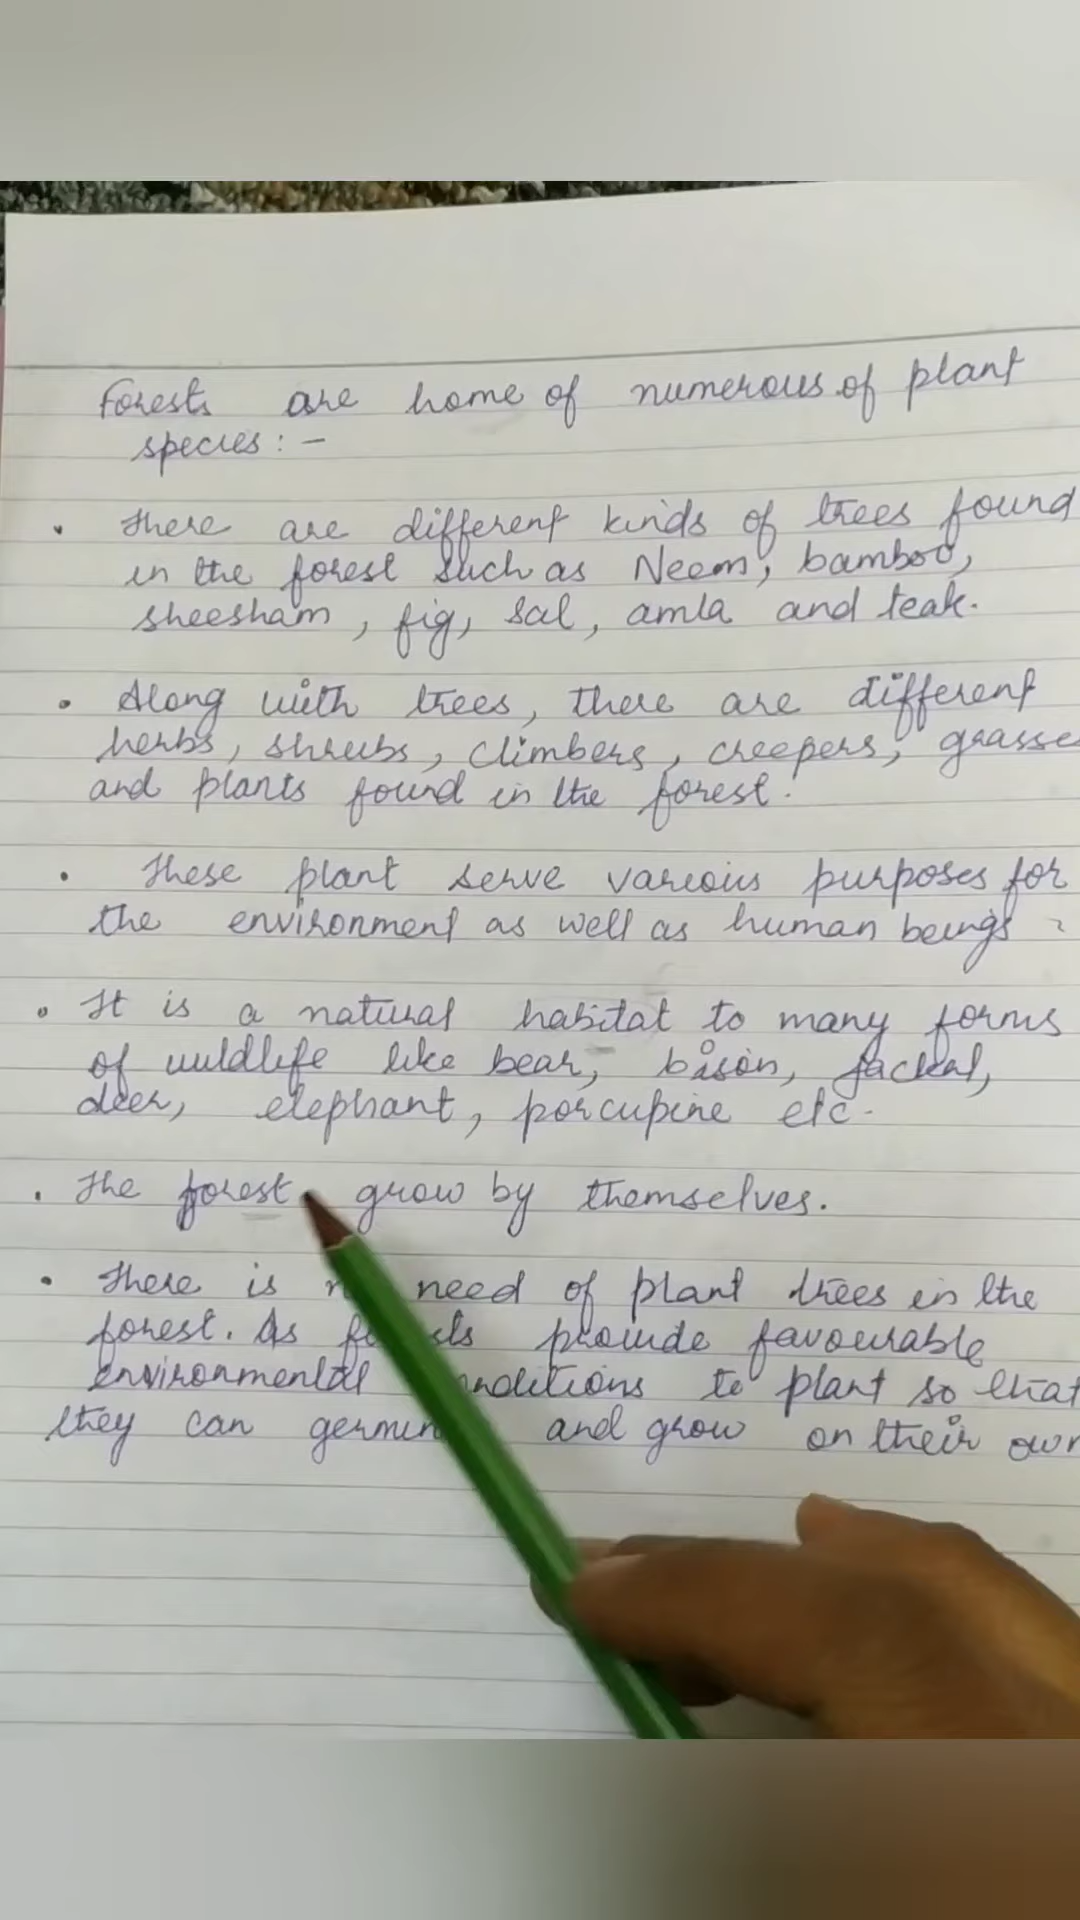 Forests are home of numerous of plant
species: -
• There are different kinds of trees found
in the forest such as Neem, bamboo,
sheesham, fig, sal, amla and teak.
• Along with trees, there are different
herbs, shrubs, climbers, creepers, grasse
and plants found in the forest.
• These plant serve various purposes for
the environment as well as human beings
• It is a natural habitat to many forms
of wildlife like bear, bison, jackal,
deer, elephant, porcupine etc.
• The forest grow by themselves.
• There is need of plant trees in the
forest. As provide favourable
environmental to plant so that
they can and grow on their own